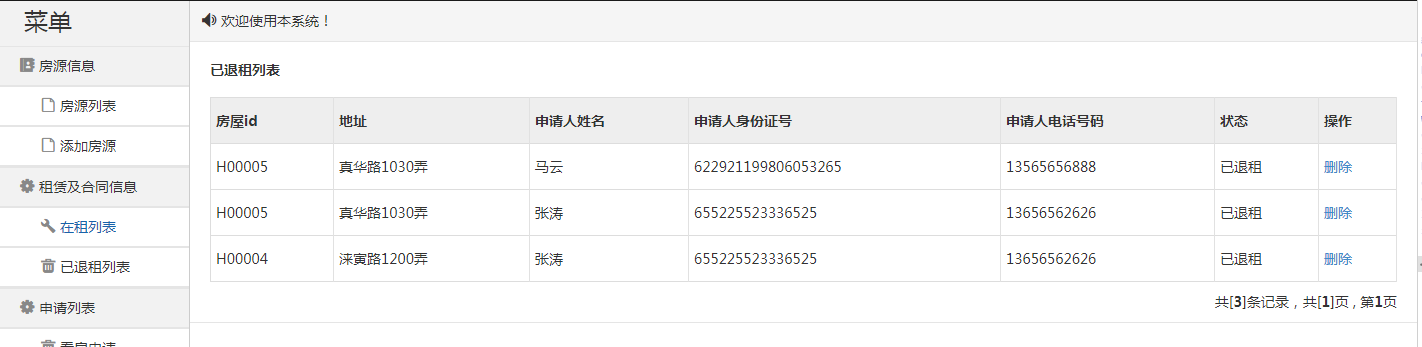 菜单
房源信息
房源列表
添加房源
租赁及合同信息
在租列表
已退租列表
申请列表
看房申请
欢迎使用本系统！
已退租列表
房屋id 地址 申请人姓名 申请人身份证号 申请人电话号码 状态 操作
H00005 真华路1030弄 马云 622921199806053265 13565656888 已退租 删除
H00005 真华路1030弄 张涛 655225523336525 13656562626 已退租 删除
H00004 涞寅路1200弄 张涛 655225523336525 13656562626 已退租 删除
共[3]条记录，共[1]页，第1页